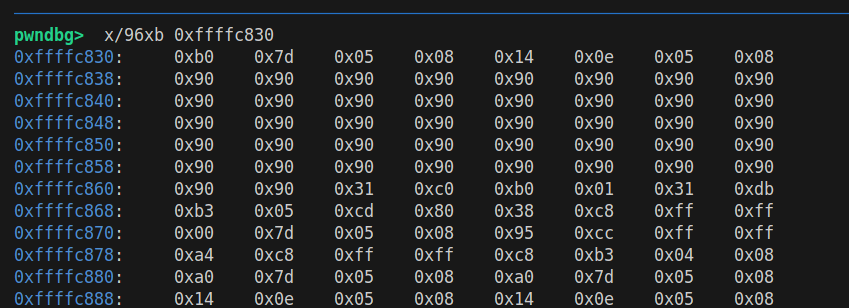 pwndbg> x/96xb 0xffffc830
0xffffc830: 0xb0 0x7d 0x05 0x08 0x14 0x0e 0x05 0x08
0xffffc838: 0x90 0x90 0x90 0x90 0x90 0x90 0x90 0x90
0xffffc840: 0x90 0x90 0x90 0x90 0x90 0x90 0x90 0x90
0xffffc848: 0x90 0x90 0x90 0x90 0x90 0x90 0x90 0x90
0xffffc850: 0x90 0x90 0x90 0x90 0x90 0x90 0x90 0x90
0xffffc858: 0x90 0x90 0x90 0x90 0x90 0x90 0x90 0x90
0xffffc860: 0x90 0x90 0x31 0xc0 0xb0 0x01 0x31 0xdb
0xffffc868: 0xb3 0x05 0xcd 0x80 0x38 0xc8 0xff 0xff
0xffffc870: 0x00 0x7d 0x05 0x08 0x95 0xcc 0xff 0xff
0xffffc878: 0xa4 0xc8 0xff 0xff 0xc8 0xb3 0x04 0x08
0xffffc880: 0xa0 0x7d 0x05 0x08 0xa0 0x7d 0x05 0x08
0xffffc888: 0x14 0x0e 0x05 0x08 0x14 0x0e 0x05 0x08